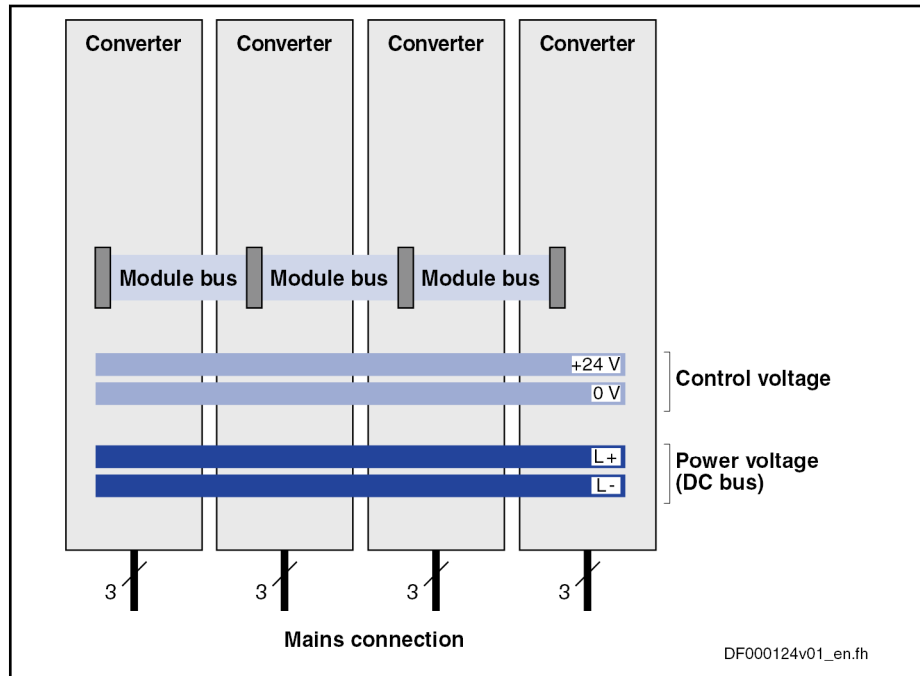 Converter Converter Converter Converter
Module bus Module bus Module bus
+24 V
0 V
Control voltage
L+
L-
Power voltage
(DC bus)
3 3 3 3
Mains connection
DF000124v01_en.fh